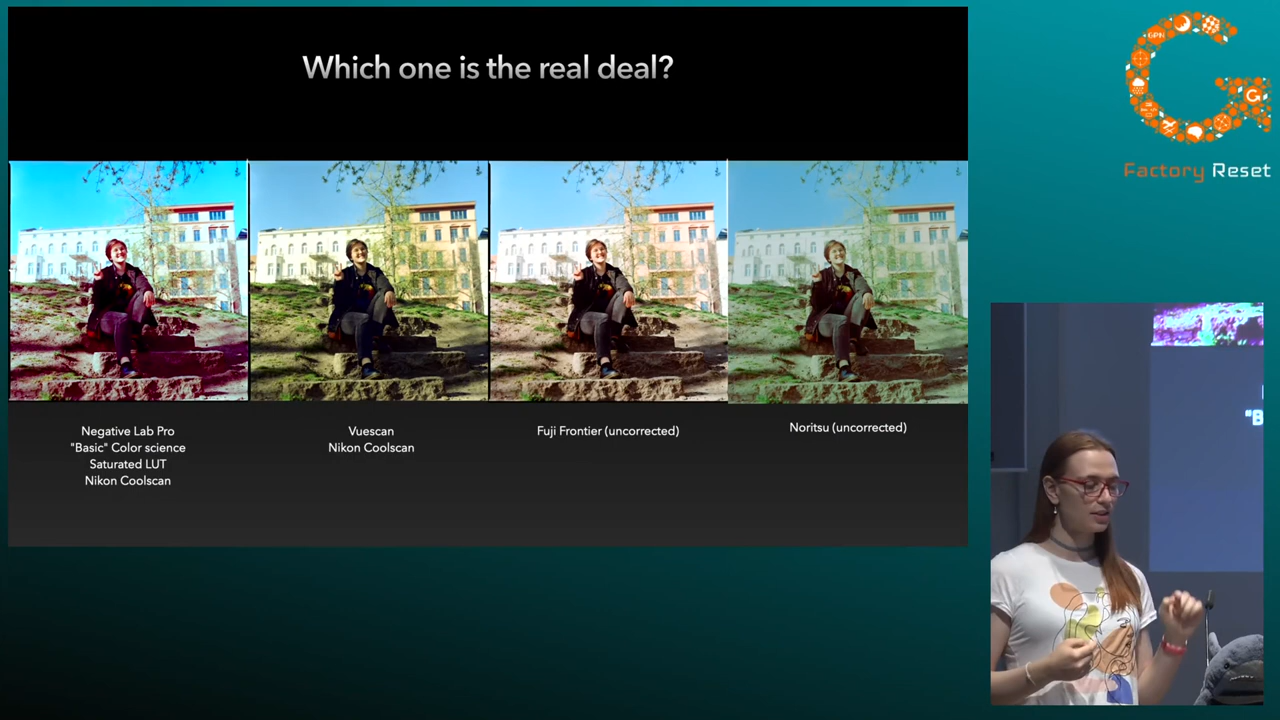 Which one is the real deal?
Negative Lab Pro
"Basic" Color science
Saturated LUT
Nikon Coolscan
Vuescan
Nikon Coolscan
Fuji Frontier (uncorrected)
Noritsu (uncorrected)
GPN
G
Factory Reset
"B